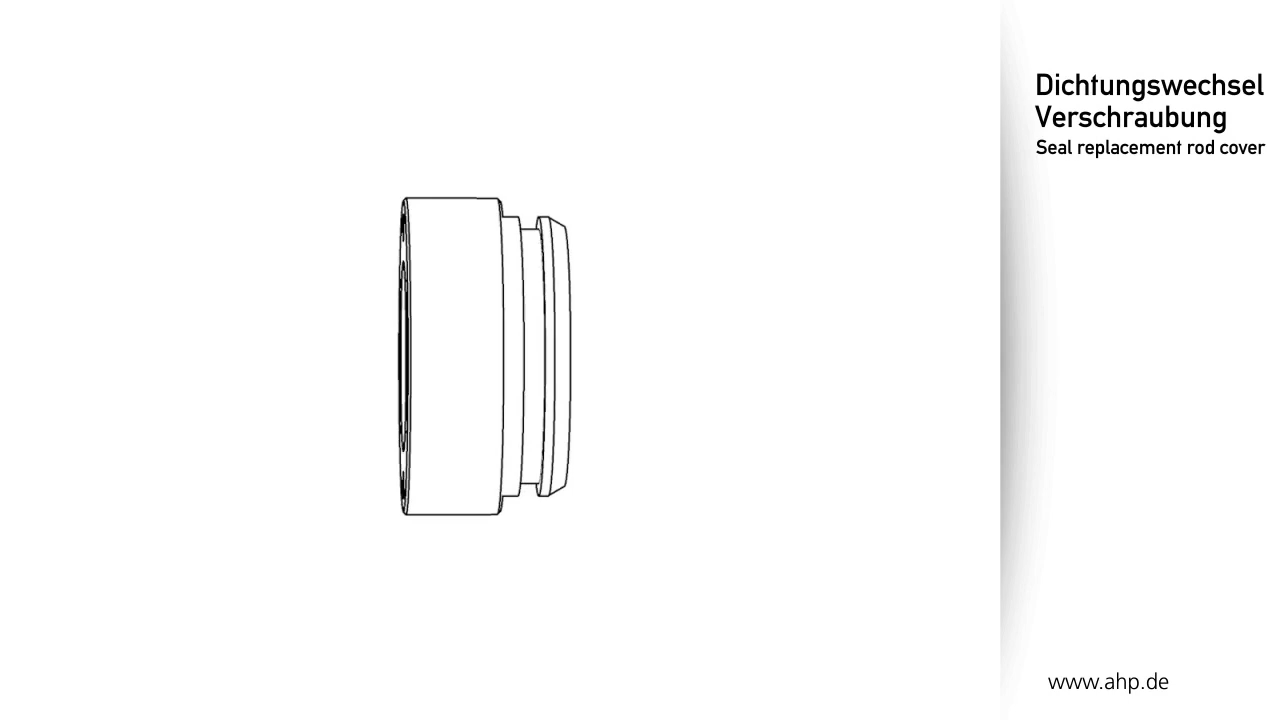 Dichtungswechsel
Verschraubung
Seal replacement rod cover
www.ahp.de